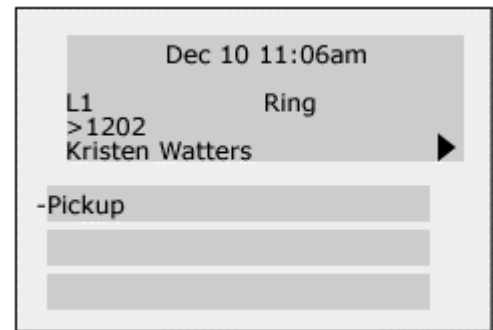 Dec 10 11:06am
L1 Ring
>1202
Kristen Watters
-Pickup